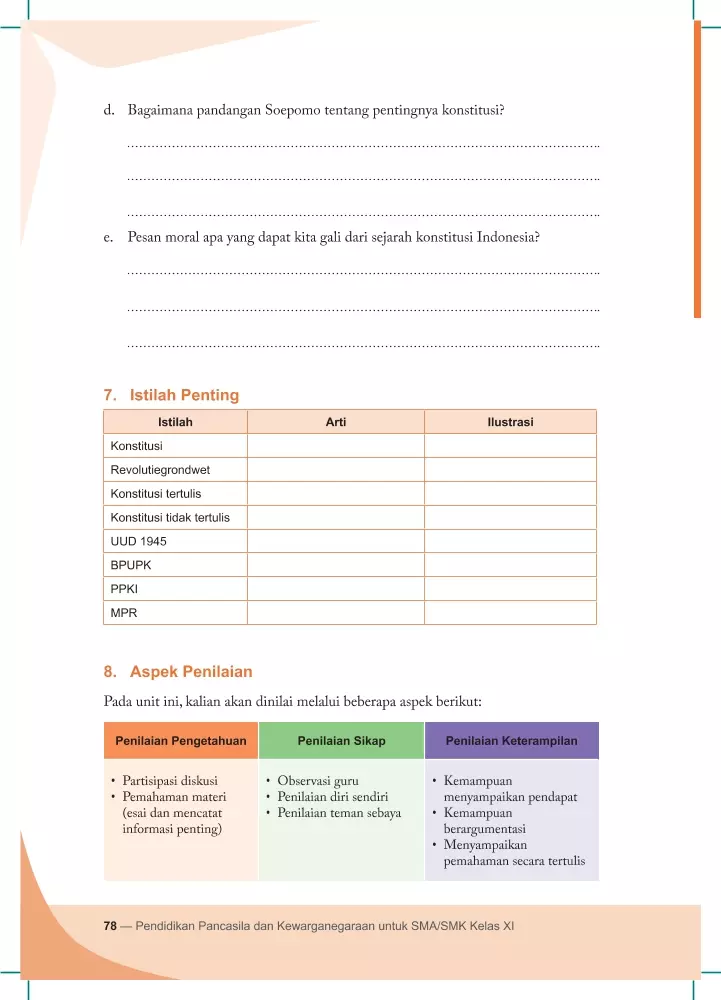 d. Bagaimana pandangan Soepomo tentang pentingnya konstitusi?
………………………………………………………………………………………….
………………………………………………………………………………………….
………………………………………………………………………………………….
e. Pesan moral apa yang dapat kita gali dari sejarah konstitusi Indonesia?
………………………………………………………………………………………….
………………………………………………………………………………………….
………………………………………………………………………………………….
7. Istilah Penting
Istilah Arti Ilustrasi
Konstitusi
Revolutiegrondwet
Konstitusi tertulis
Konstitusi tidak tertulis
UUD 1945
BPUPK
PPKI
MPR
8. Aspek Penilaian
Pada unit ini, kalian akan dinilai melalui beberapa aspek berikut:
Penilaian Pengetahuan
• Partisipasi diskusi
• Pemahaman materi
(esai dan mencatat
informasi penting)
Penilaian Sikap
• Observasi guru
• Penilaian diri sendiri
• Penilaian teman sebaya
Penilaian Keterampilan
• Kemampuan
menyampaikan pendapat
• Kemampuan
berargumentasi
• Menyampaikan
pemahaman secara tertulis
78 — Pendidikan Pancasila dan Kewarganegaraan untuk SMA/SMK Kelas XI